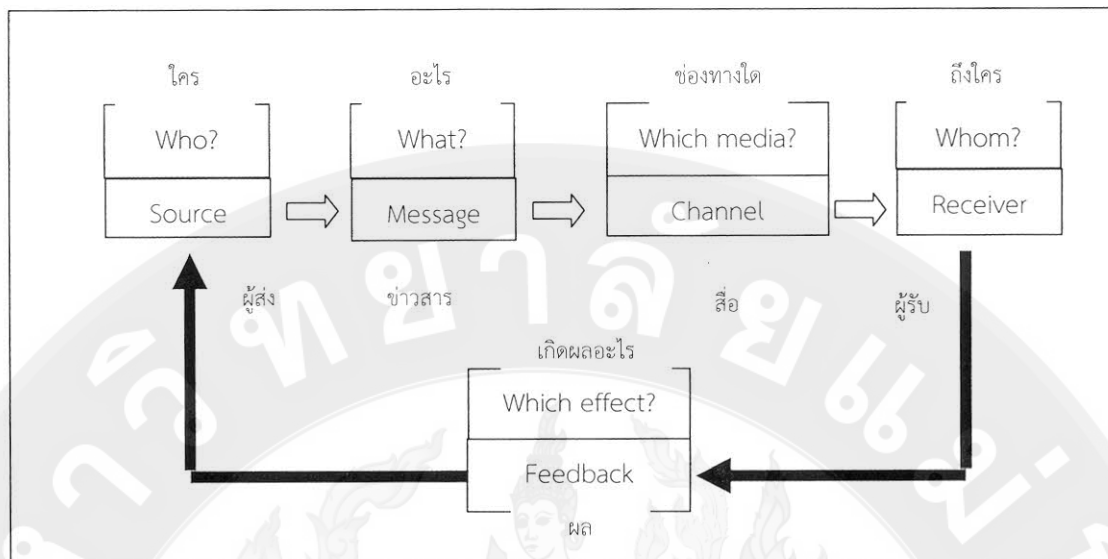 ใคร
อะไร
ช่องทางใด
ถึงใคร
Who?
What?
Which media?
Whom?
Source
Message
Channel
Receiver
ผู้ส่ง
ข่าวสาร
สื่อ
ผู้รับ
เกิดผลอะไร
Which effect?
Feedback
ผล